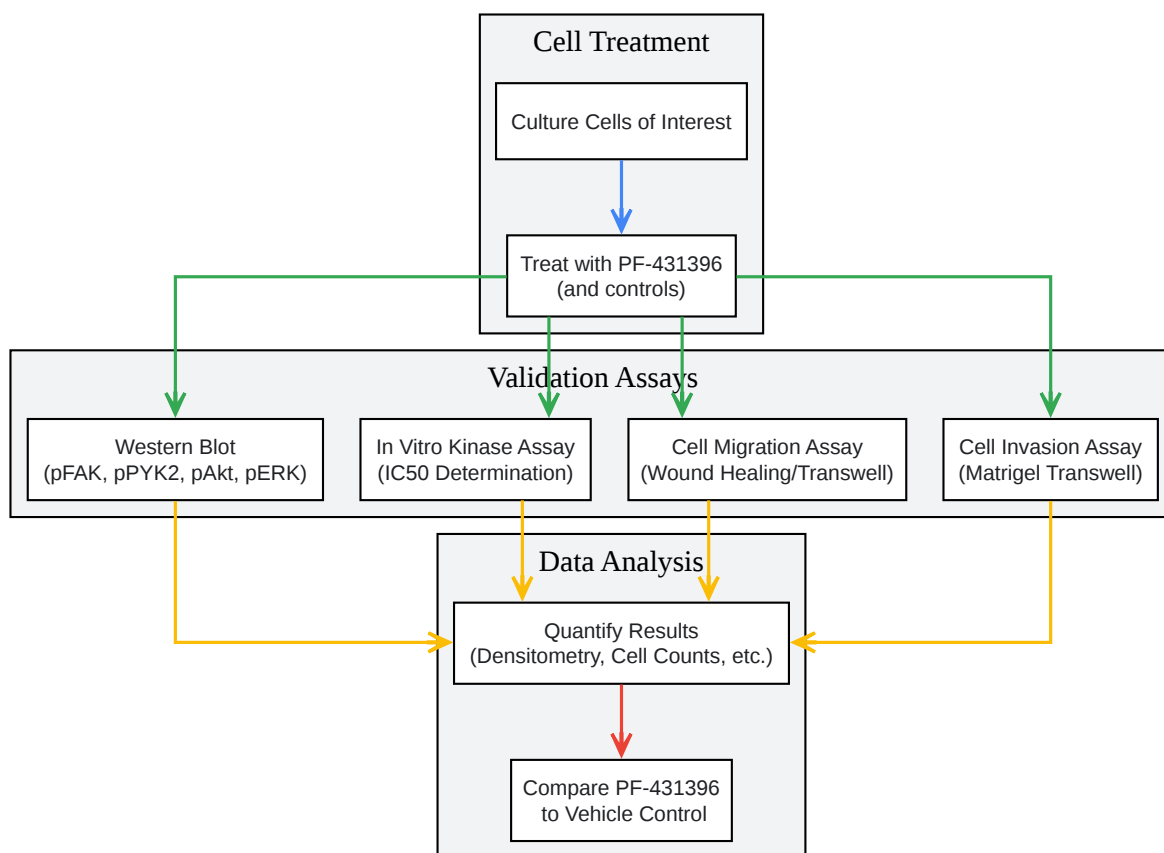 Cell Treatment
Culture Cells of Interest
Treat with PF-431396
(and controls)
Validation Assays
Western Blot
(pFAK, pPYK2, pAkt, pERK)
In Vitro Kinase Assay
(IC50 Determination)
Cell Migration Assay
(Wound Healing/Transwell)
Cell Invasion Assay
(Matrigel Transwell)
Data Analysis
Quantify Results
(Densitometry, Cell Counts, etc.)
Compare PF-431396
to Vehicle Control